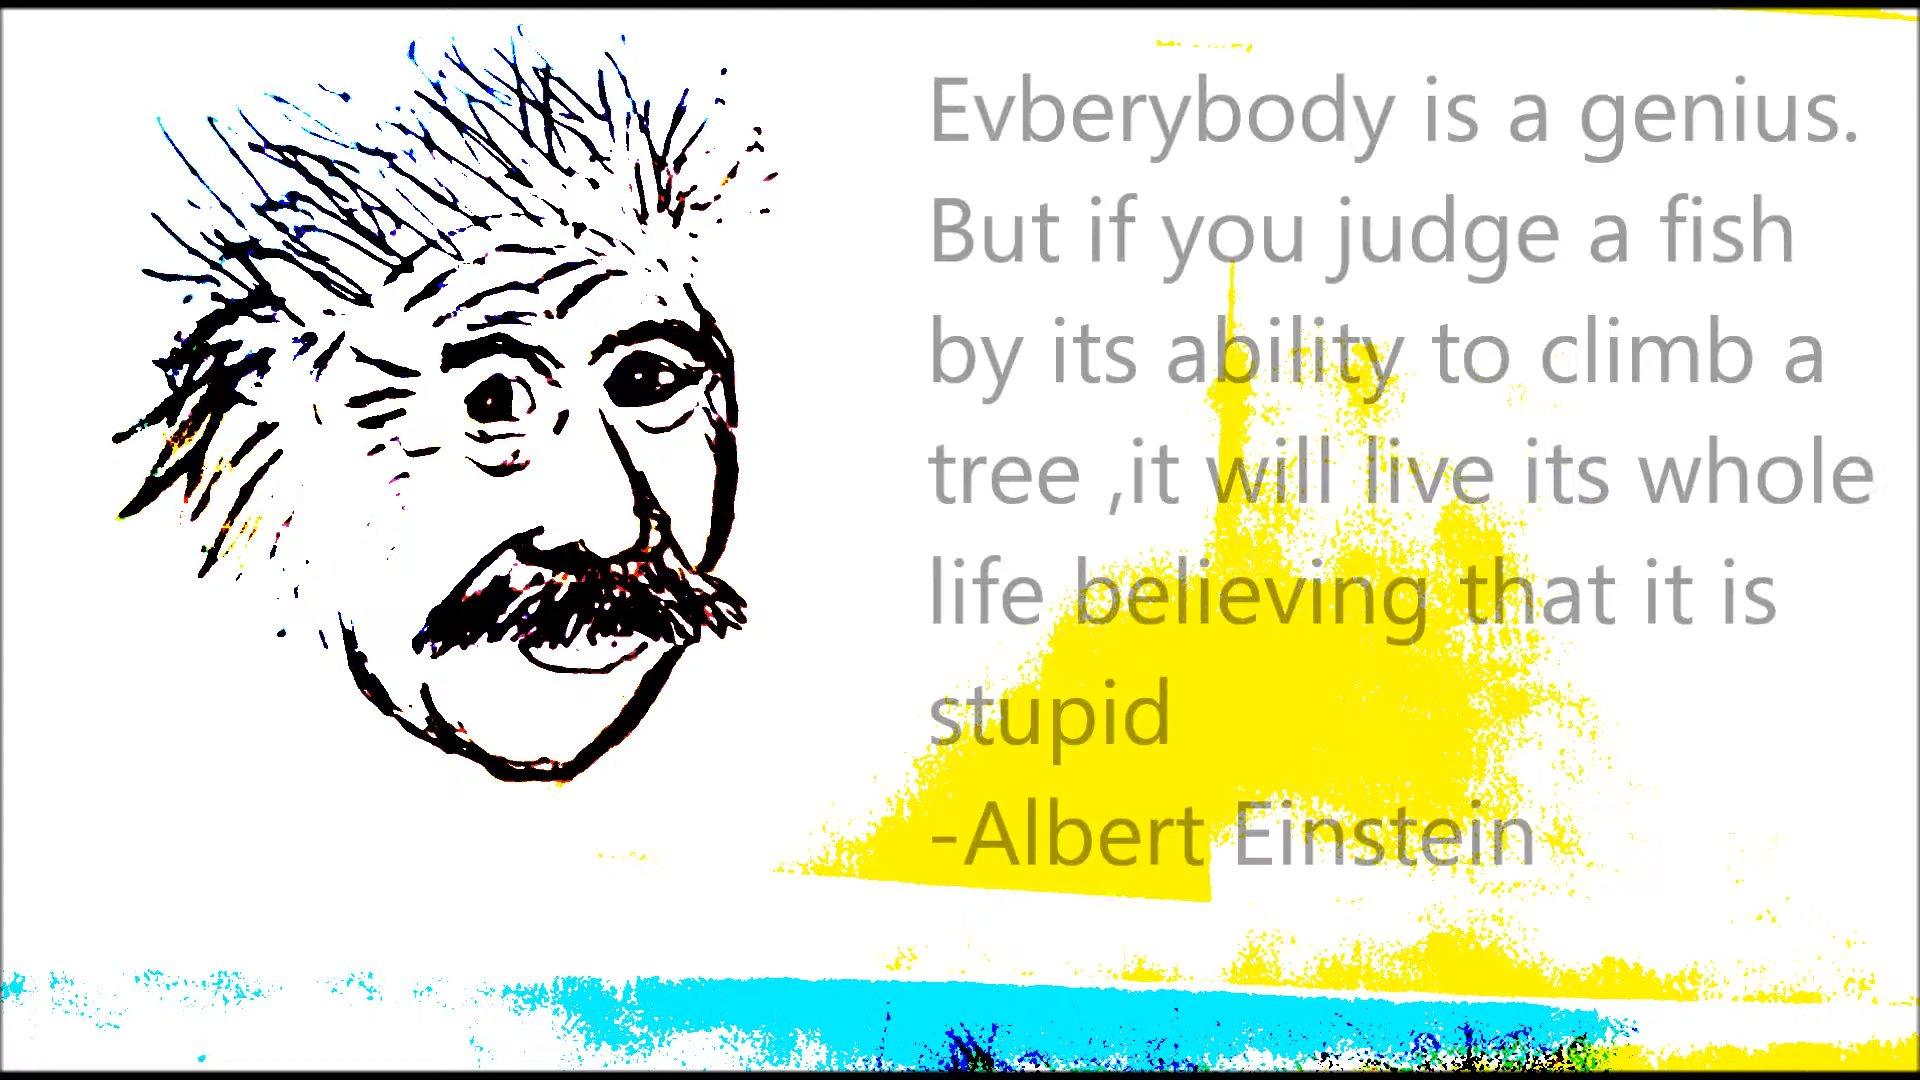 Evberybody is a genius.
But if you judge a fish
by its ability to climb a
tree ,it will live its whole
life believing that it is
stupid
-Albert Einstein